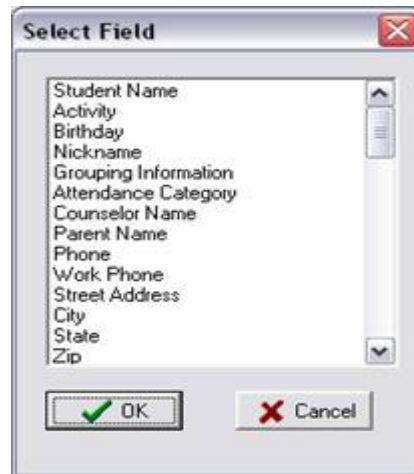 Select Field
Student Name
Activity
Birthday
Nickname
Grouping Information
Attendance Category
Counselor Name
Parent Name
Phone
Work Phone
Street Address
City
State
Zip
OK
Cancel